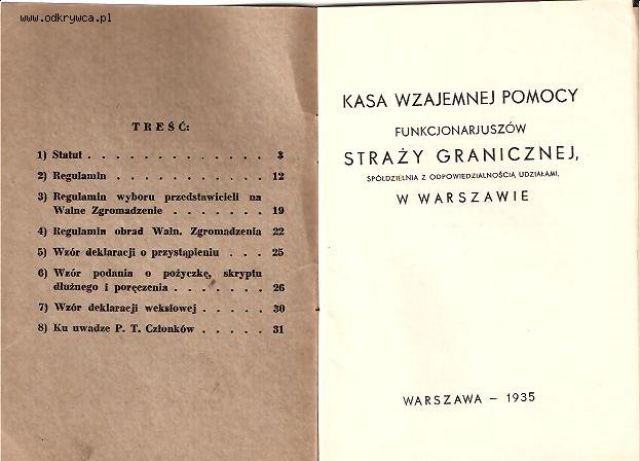 www.odkrywca.pl
TREŚĆ:
1) Statut . . . . . . . . . . . . . 3
2) Regulamin . . . . . . . . . . . 12
3) Regulamin wyboru przedstawicieli na
Walne Zgromadzenie . . . . . . . 19
4) Regulamin obrad Waln. Zgromadzenia 22
5) Wzór deklaracji o przystąpieniu . . . 25
6) Wzór podania o pożyczkę, skryptu
dłużnego i poręczenia . . . . . . . 26
7) Wzór deklaracji wekslowej . . . . . 30
8) Ku uwadze P. T. Członków . . . . . 31
KASA WZAJEMNEJ POMOCY
FUNKCJONARJUSZÓW
STRAŻY GRANICZNEJ,
SPÓŁDZIELNIA Z ODPOWIEDZIALNOŚCIĄ UDZIAŁAMI,
W WARSZAWIE
WARSZAWA – 1935